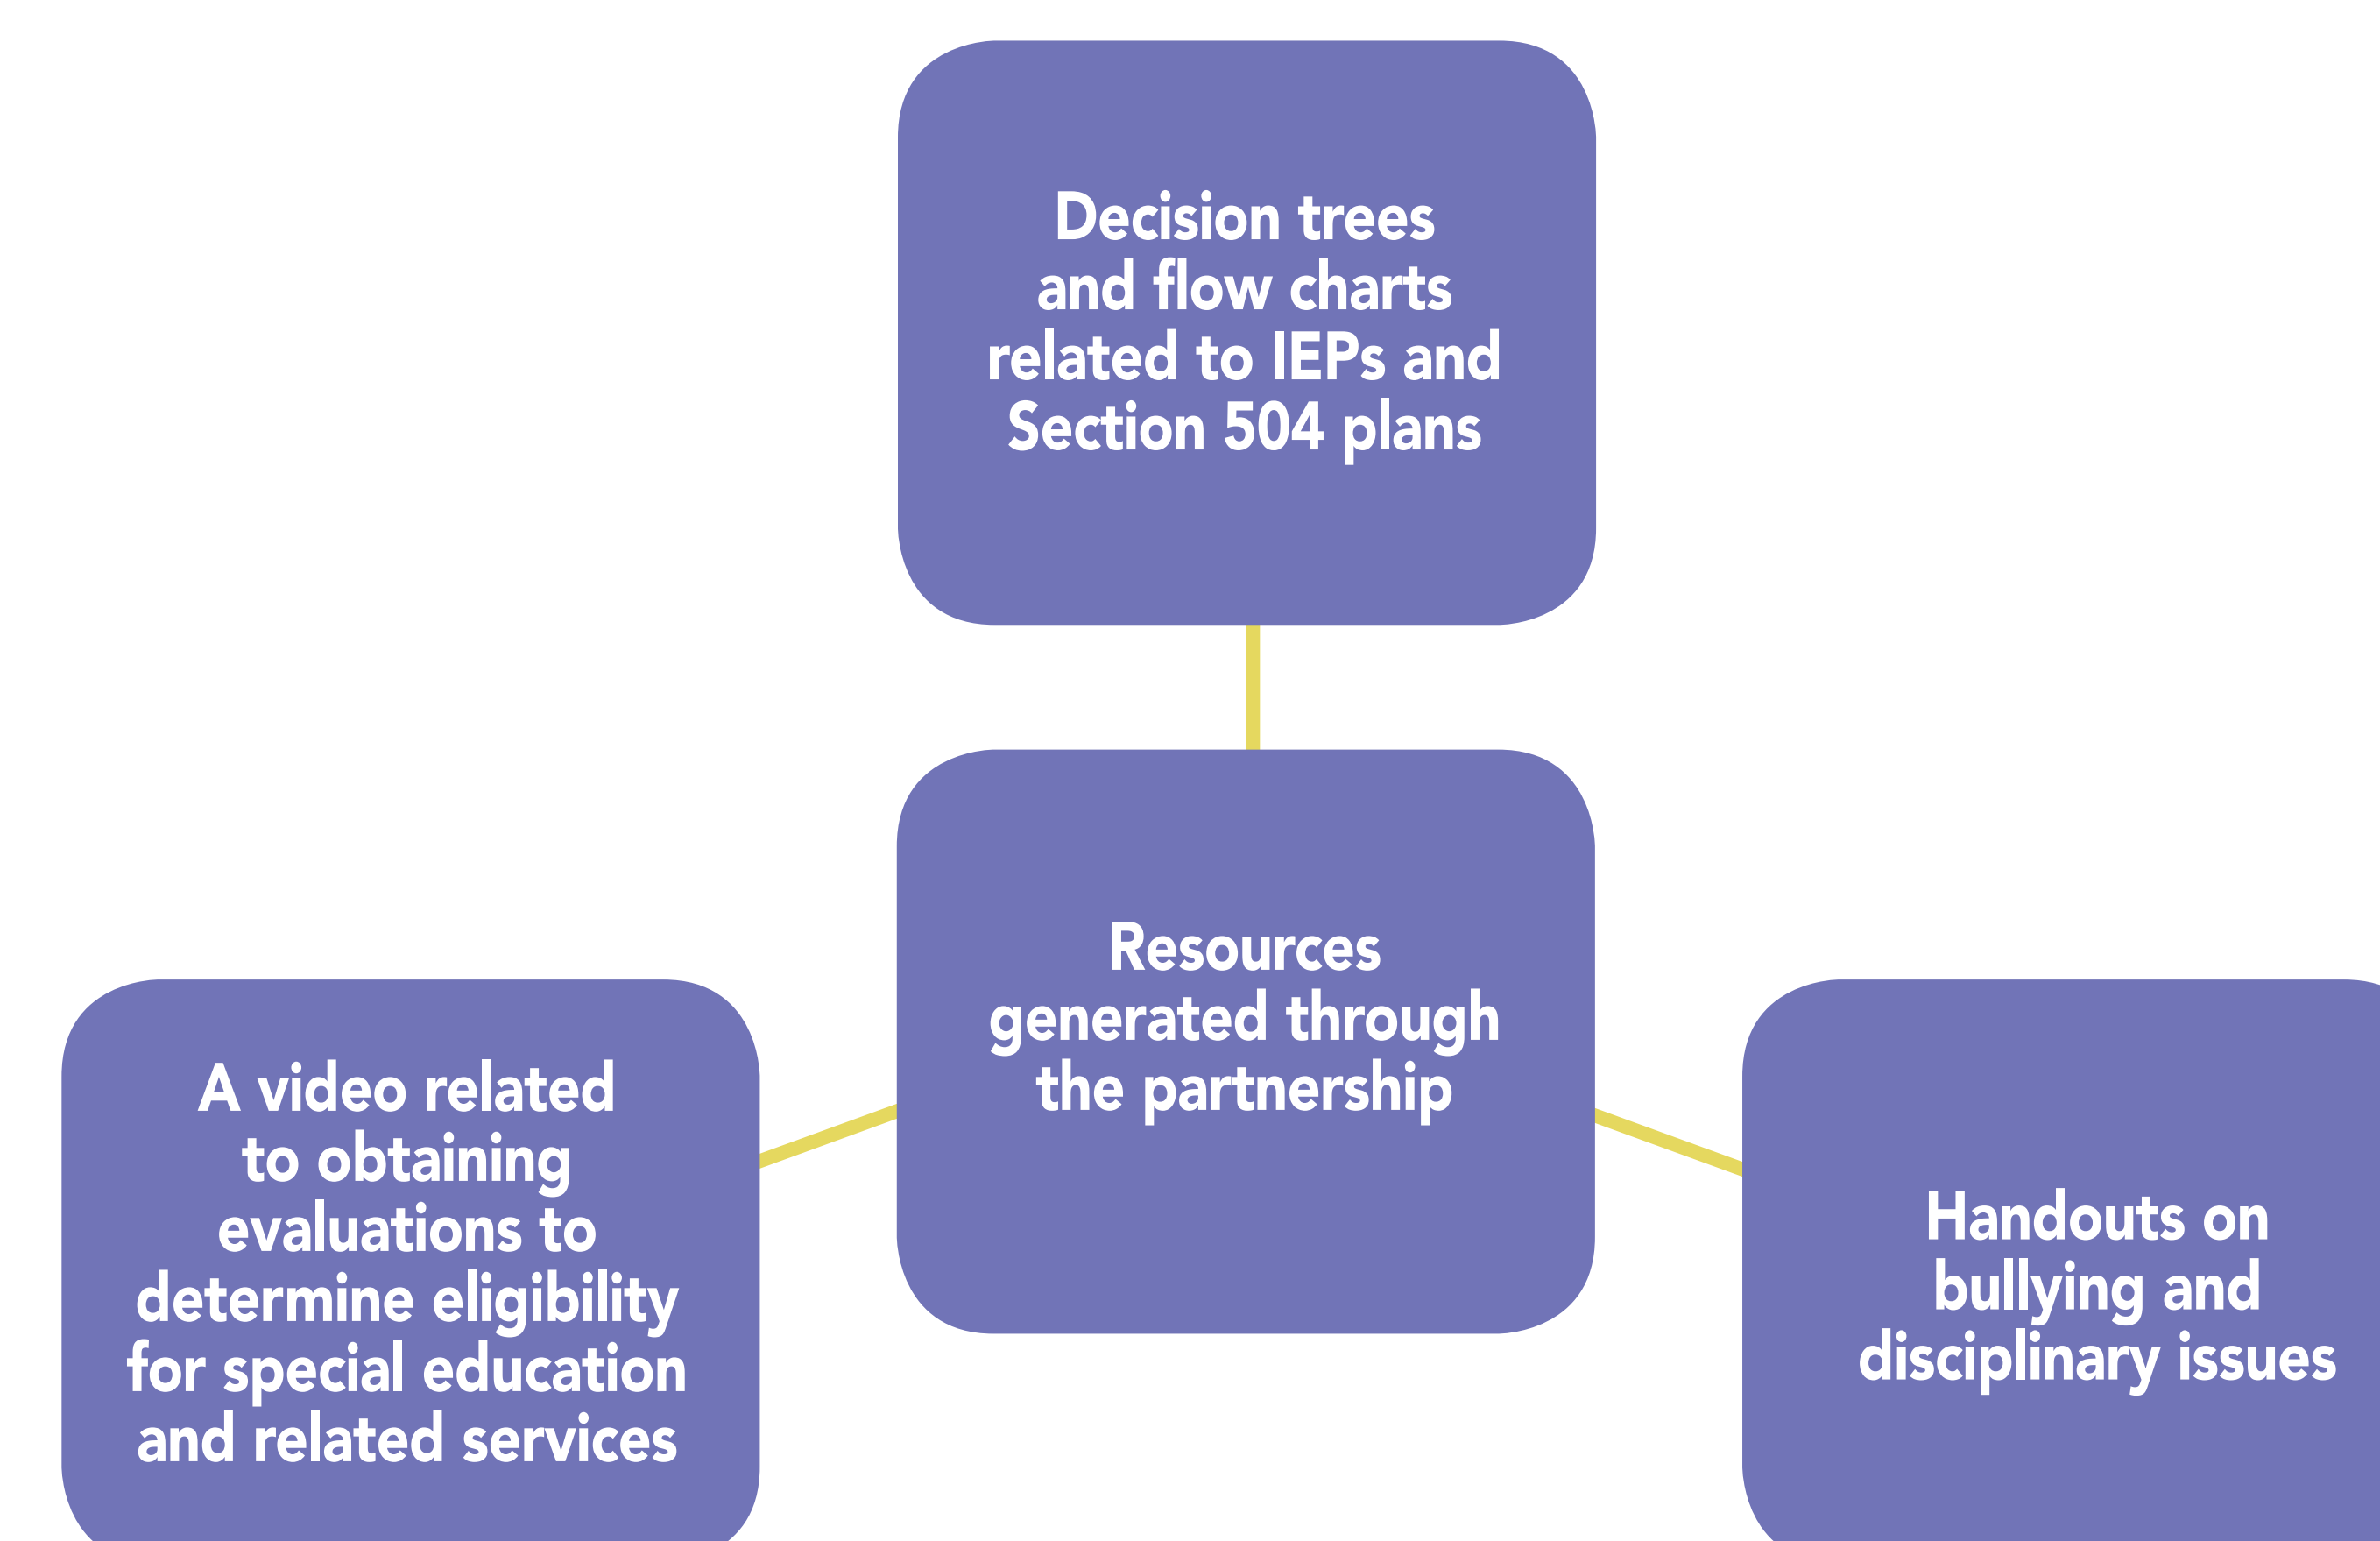 Decision trees
and flow charts
related to IEPs and
Section 504 plans
Resources
generated through
the partnership
A video related
to obtaining
evaluations to
determine eligibility
for special education
and related services
Handouts on
bullying and
disciplinary issues